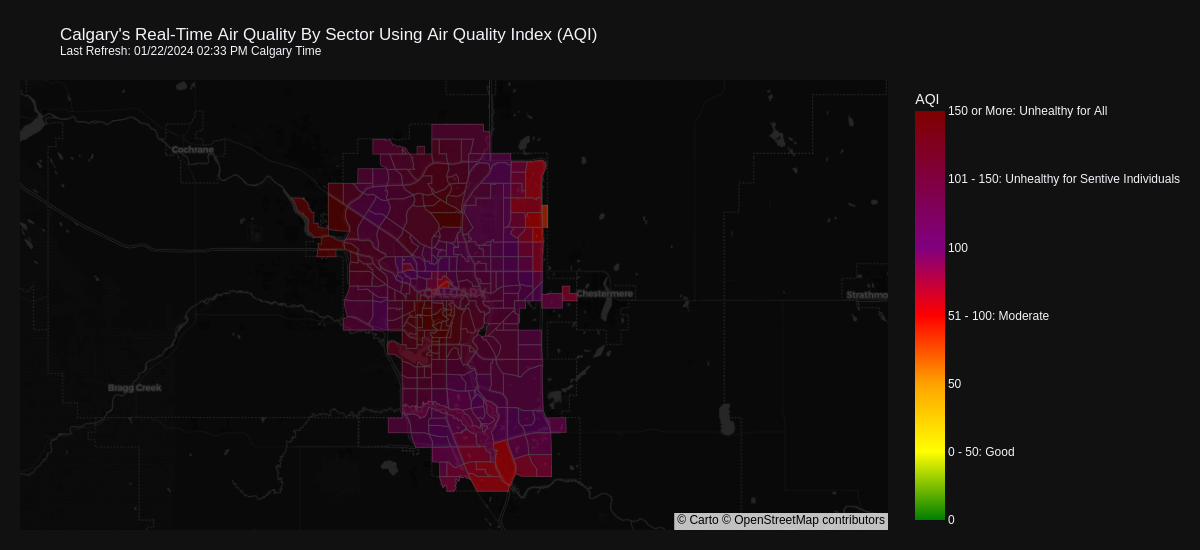 Calgary's Real-Time Air Quality By Sector Using Air Quality Index (AQI)
Last Refresh: 01/22/2024 02:33 PM Calgary Time
AQI
150 or More: Unhealthy for All
Cochrane
101 - 150: Unhealthy for Sentive Individuals
100
CALGARY
Chestermere
Strathmo
51 - 100: Moderate
Bragg Creek
50
0 - 50: Good
© Carto © OpenStreetMap contributors
0